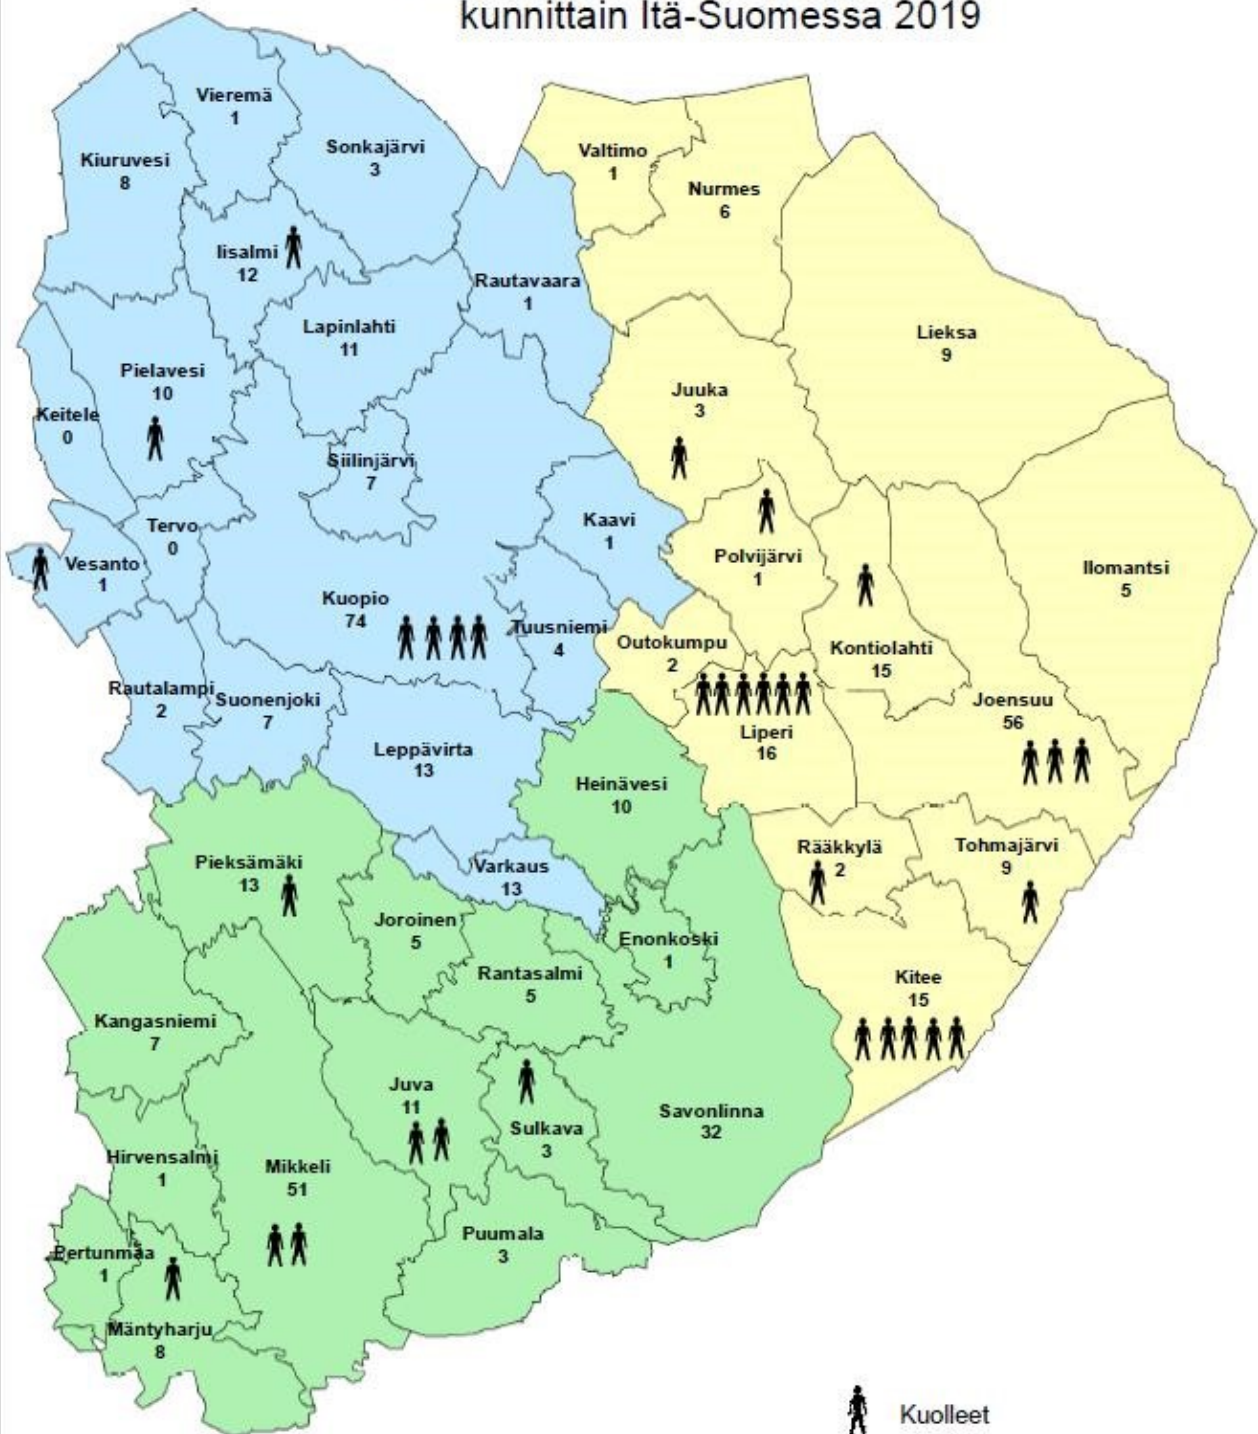 kunnittain Itä-Suomessa 2019
Vieremä
1
Kiuruvesi
8
Sonkajärvi
3
Valtimo
1
Nurmes
6
Iisalmi
12
Rautavaara
1
Lapinlahti
11
Lieksa
9
Pielavesi
10
Juuka
3
Keitele
0
Siilinjärvi
7
Tervo
0
Kaavi
1
Vesanto
1
Polvijärvi
1
Ilomantsi
5
Kuopio
74
Tuusniemi
4
Outokumpu
2
Kontiolahti
15
Rautalampi
2
Suonenjoki
7
Joensuu
56
Leppävirta
13
Liperi
16
Heinävesi
10
Pieksämäki
13
Varkaus
13
Rääkkylä
2
Tohmajärvi
9
Joroinen
5
Enonkoski
1
Rantasalmi
5
Kitee
15
Kangasniemi
7
Juva
11
Sulkava
3
Savonlinna
32
Hirvensalmi
1
Mikkeli
51
Puumala
3
Pertunmaa
1
Mäntyharju
8
Kuolleet